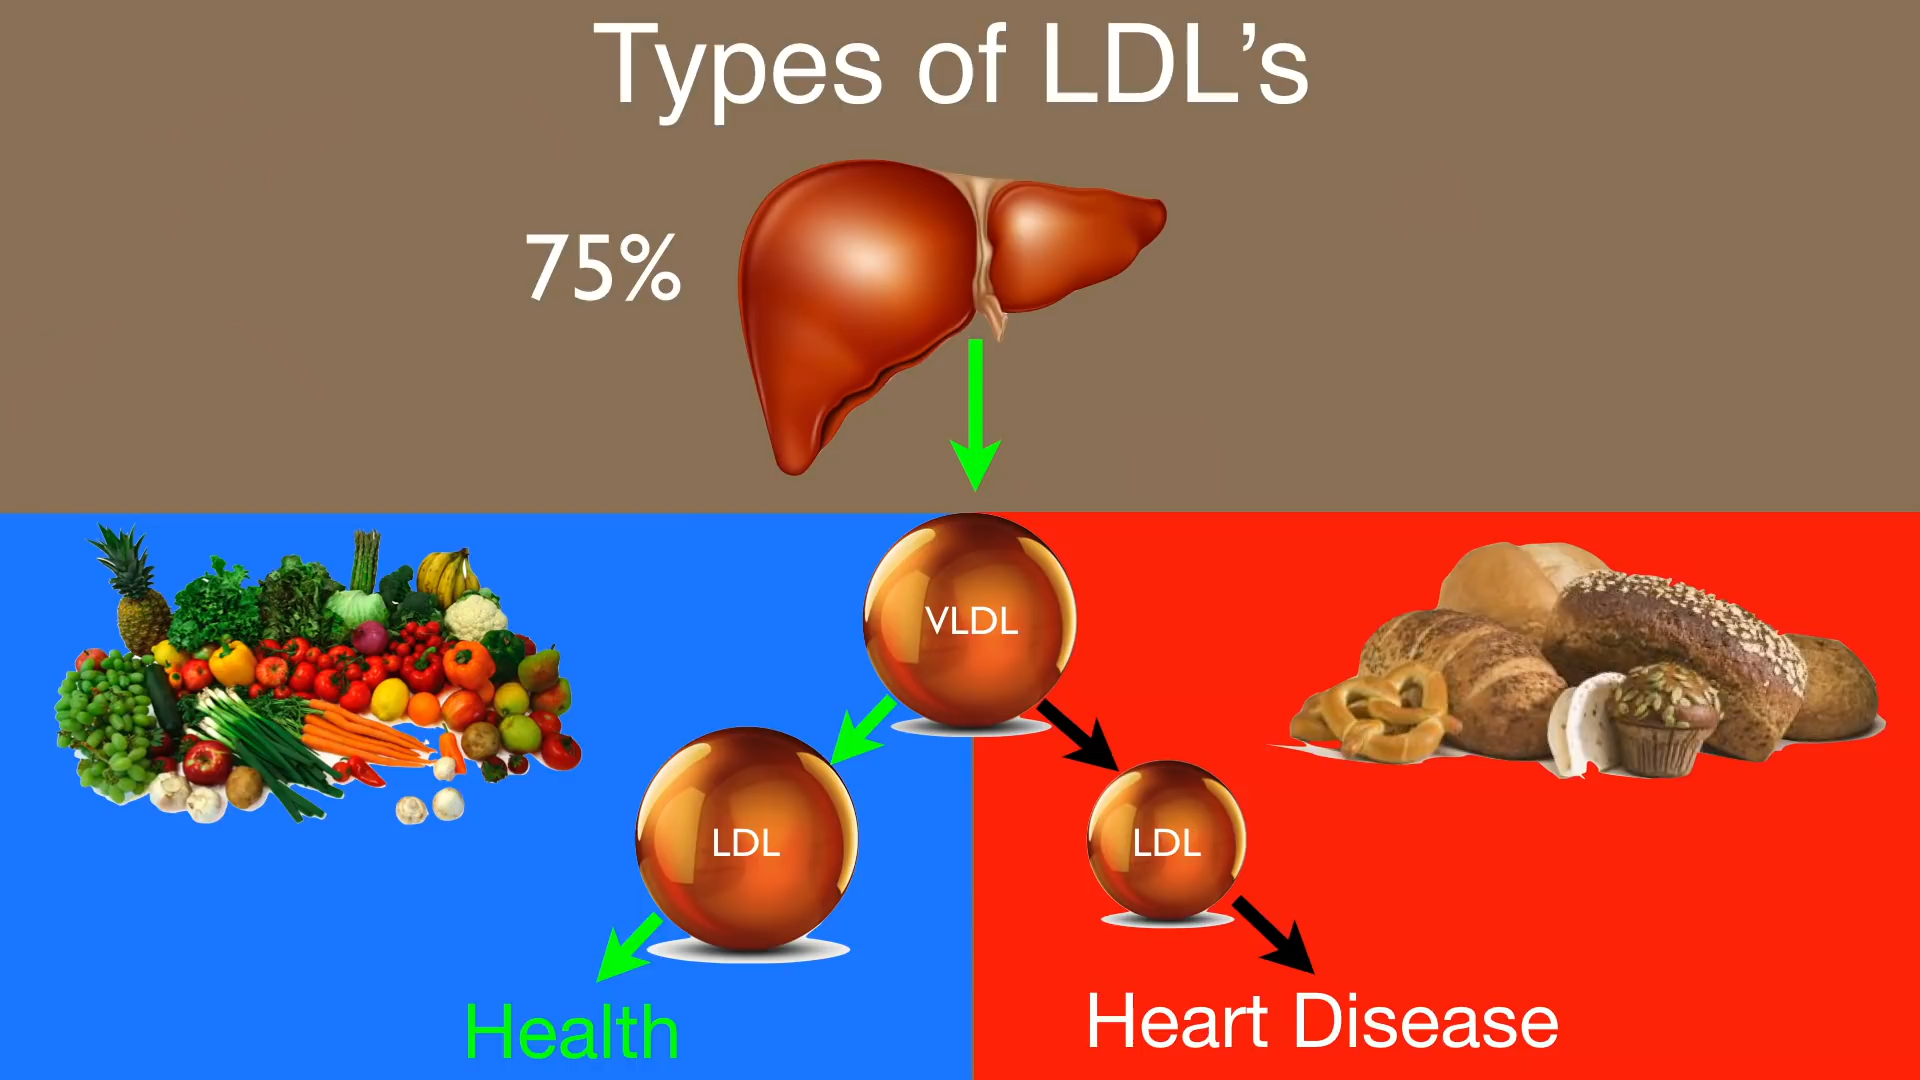 Types of LDL’s
75%
VLDL
LDL
LDL
Health
Heart Disease